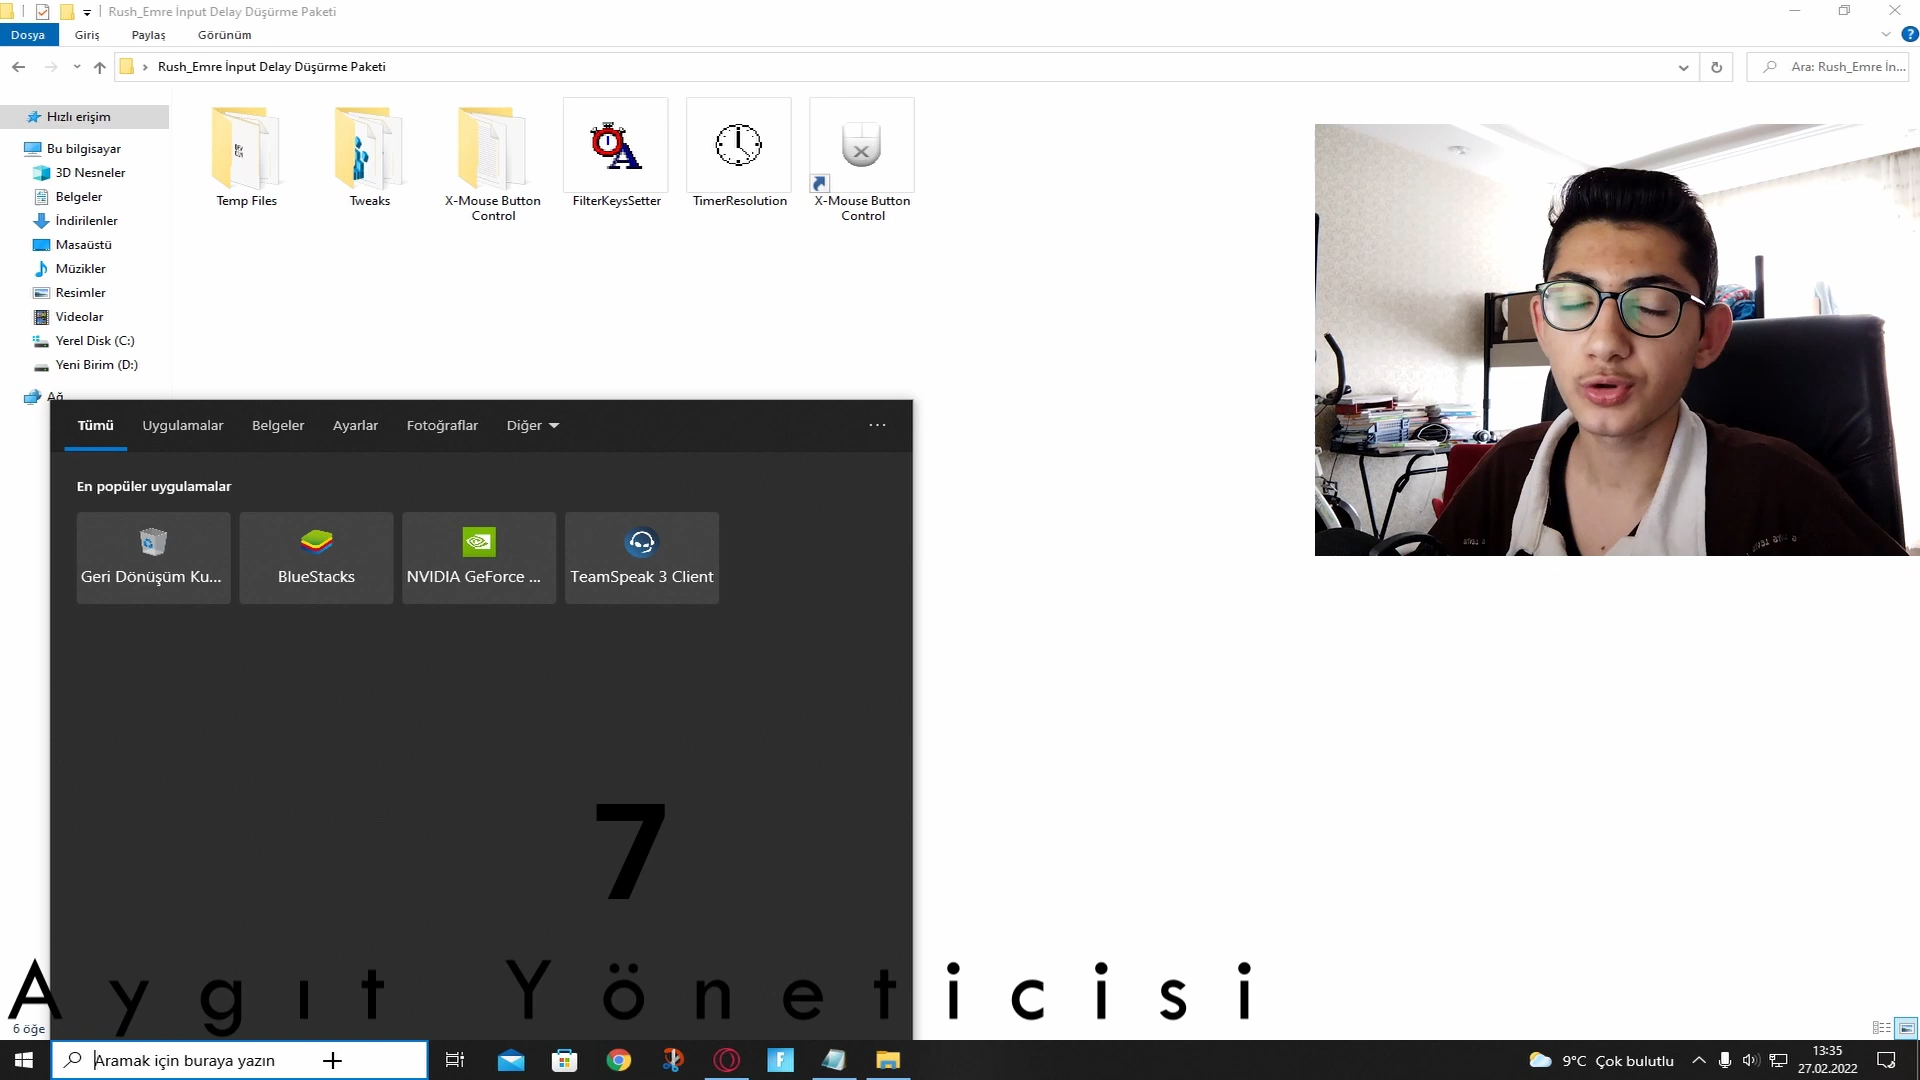 Rush_Emre İnput Delay Düşürme Paketi
Dosya
Giriş
Paylaş
Görünüm
Rush_Emre İnput Delay Düşürme Paketi
Ara: Rush_Emre İn...
Hızlı erişim
Bu bilgisayar
3D Nesneler
Belgeler
İndirilenler
Masaüstü
Müzikler
Resimler
Videolar
Yerel Disk (C:)
Yeni Birim (D:)
Ağ
Temp Files
Tweaks
X-Mouse Button
Control
FilterKeysSetter
TimerResolution
X-Mouse Button
Control
Tümü
Uygulamalar
Belgeler
Ayarlar
Fotoğraflar
Diğer
En popüler uygulamalar
Geri Dönüşüm Ku...
BlueStacks
NVIDIA GeForce ...
TeamSpeak 3 Client
7
Aygıt Yöneticisi
6 öğe
Aramak için buraya yazın
9°C Çok bulutlu
13:35
27.02.2022